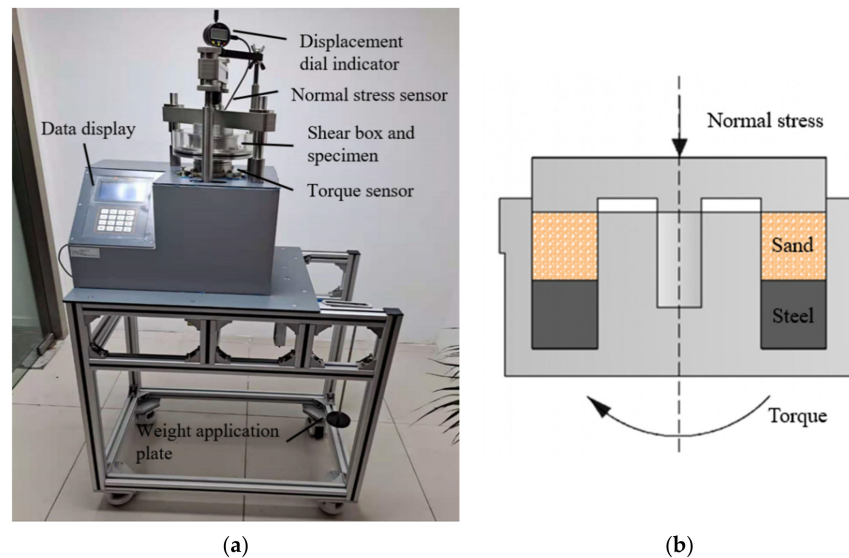 Displacement
dial indicator
Normal stress sensor
Data display
Shear box and
specimen
Torque sensor
Weight application
plate
(a)
Normal stress
Sand
Steel
Torque
(b)